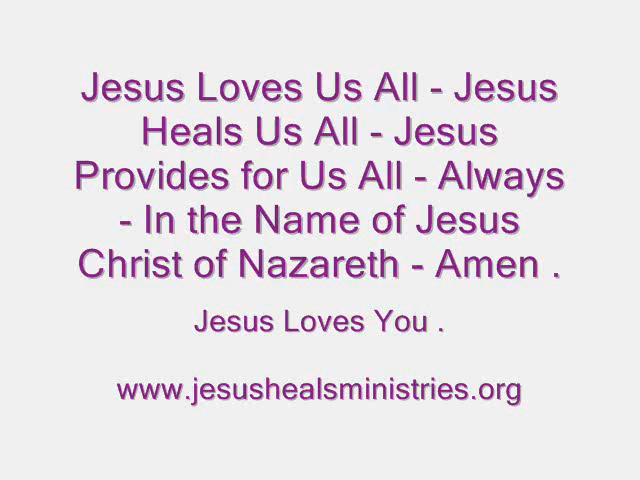 Jesus Loves Us All - Jesus
Heals Us All - Jesus
Provides for Us All - Always
- In the Name of Jesus
Christ of Nazareth - Amen .
Jesus Loves You .
www.jesushealsministries.org